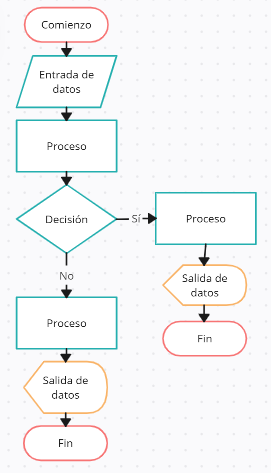 Comienzo
Entrada de
datos
Proceso
Decisión
Sí
Proceso
No
Salida de
datos
Fin
Proceso
Salida de
datos
Fin